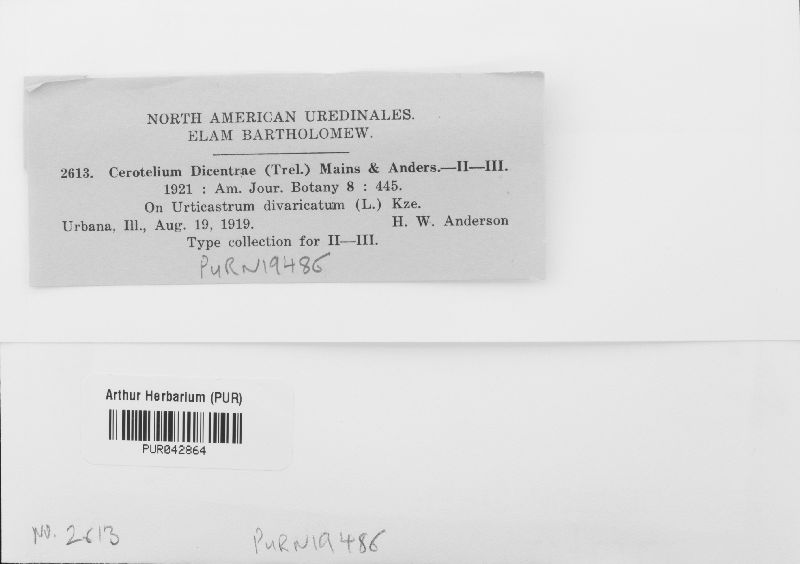 NORTH AMERICAN UREDINALES.
ELAM BARTHOLOMEW.
2613. Cerotelium Dicentrae (Trel.) Mains & Anders.—II—III.
1921 : Am. Jour. Botany 8 : 445.
On Urticastrum divaricatum (L.) Kze.
Urbana, Ill., Aug. 19, 1919. H. W. Anderson
Type collection for II—III.
PURN19486
Arthur Herbarium (PUR)
PUR042864
No. 2613 PURN19486